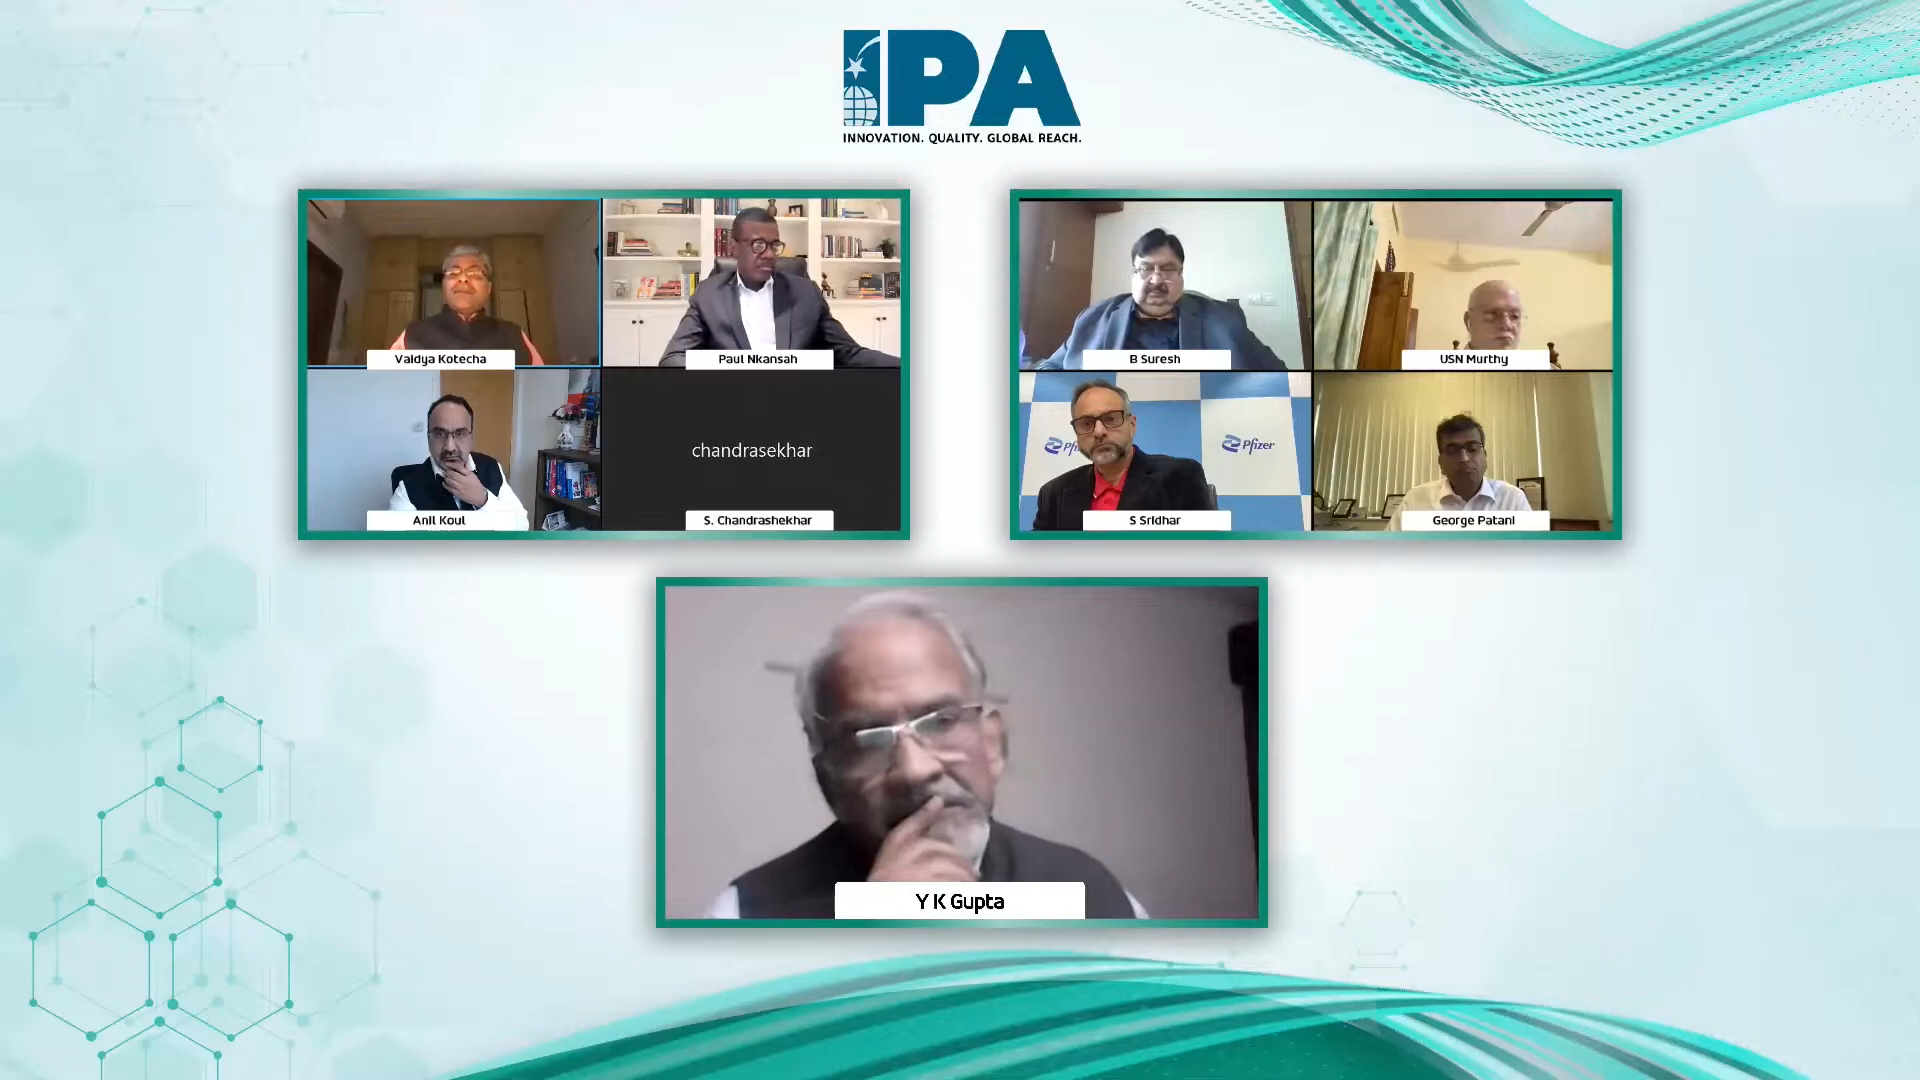 IPA
INNOVATION. QUALITY. GLOBAL REACH.
Vaidya Kotecha
Paul Nkansah
Anil Koul
chandrasekhar
S. Chandrashekhar
B Suresh
USN Murthy
Pfizer
S Sridhar
George Patani
Y K Gupta